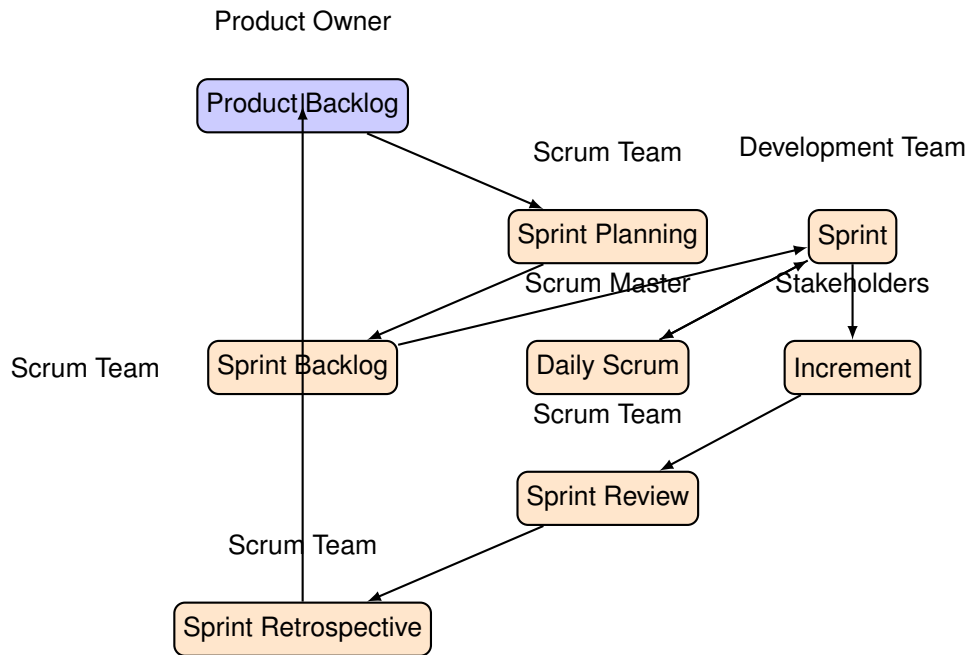 Product Owner
Product Backlog
Scrum Team
Development Team
Sprint Planning
Sprint
Scrum Master
Stakeholders
Scrum Team
Sprint Backlog
Daily Scrum
Increment
Scrum Team
Sprint Review
Scrum Team
Sprint Retrospective